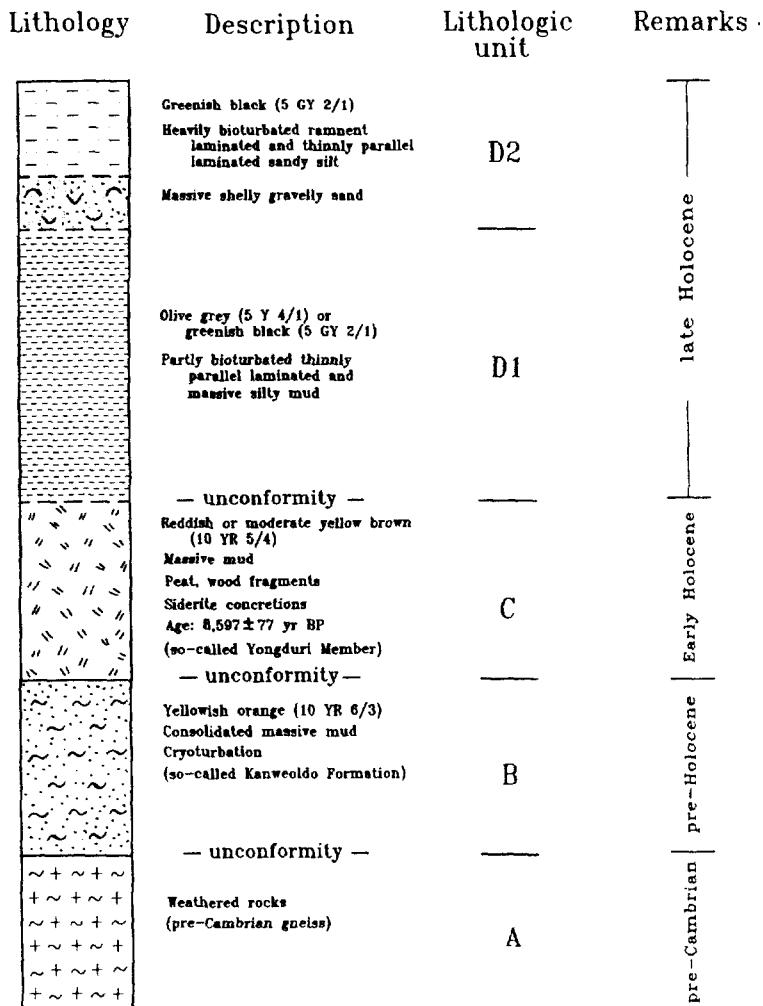 Lithology Description Lithologic unit Remarks
Greenish black (5 GY 2/1)
Heavily bioturbated ramnent
laminated and thinnly parallel
laminated sandy silt
D2
Massive shelly gravelly sand
late Holocene
Olive grey (5 Y 4/1) or
greenish black (5 GY 2/1)
Partly bioturbated thinnly
parallel laminated and
massive silty mud
D1
— unconformity —
Reddish or moderate yellow brown
(10 YR 5/4)
Massive mud
Peat, wood fragments
Siderite concretions
Age: 8,597±77 yr BP
(so-called Yongduri Member)
C
Early Holocene
— unconformity —
Yellowish orange (10 YR 6/3)
Consolidated massive mud
Cryoturbation
(so-called Kanweoldo Formation)
B
pre-Holocene
— unconformity —
Weathered rocks
(pre-Cambrian gneiss)
A
pre-Cambrian